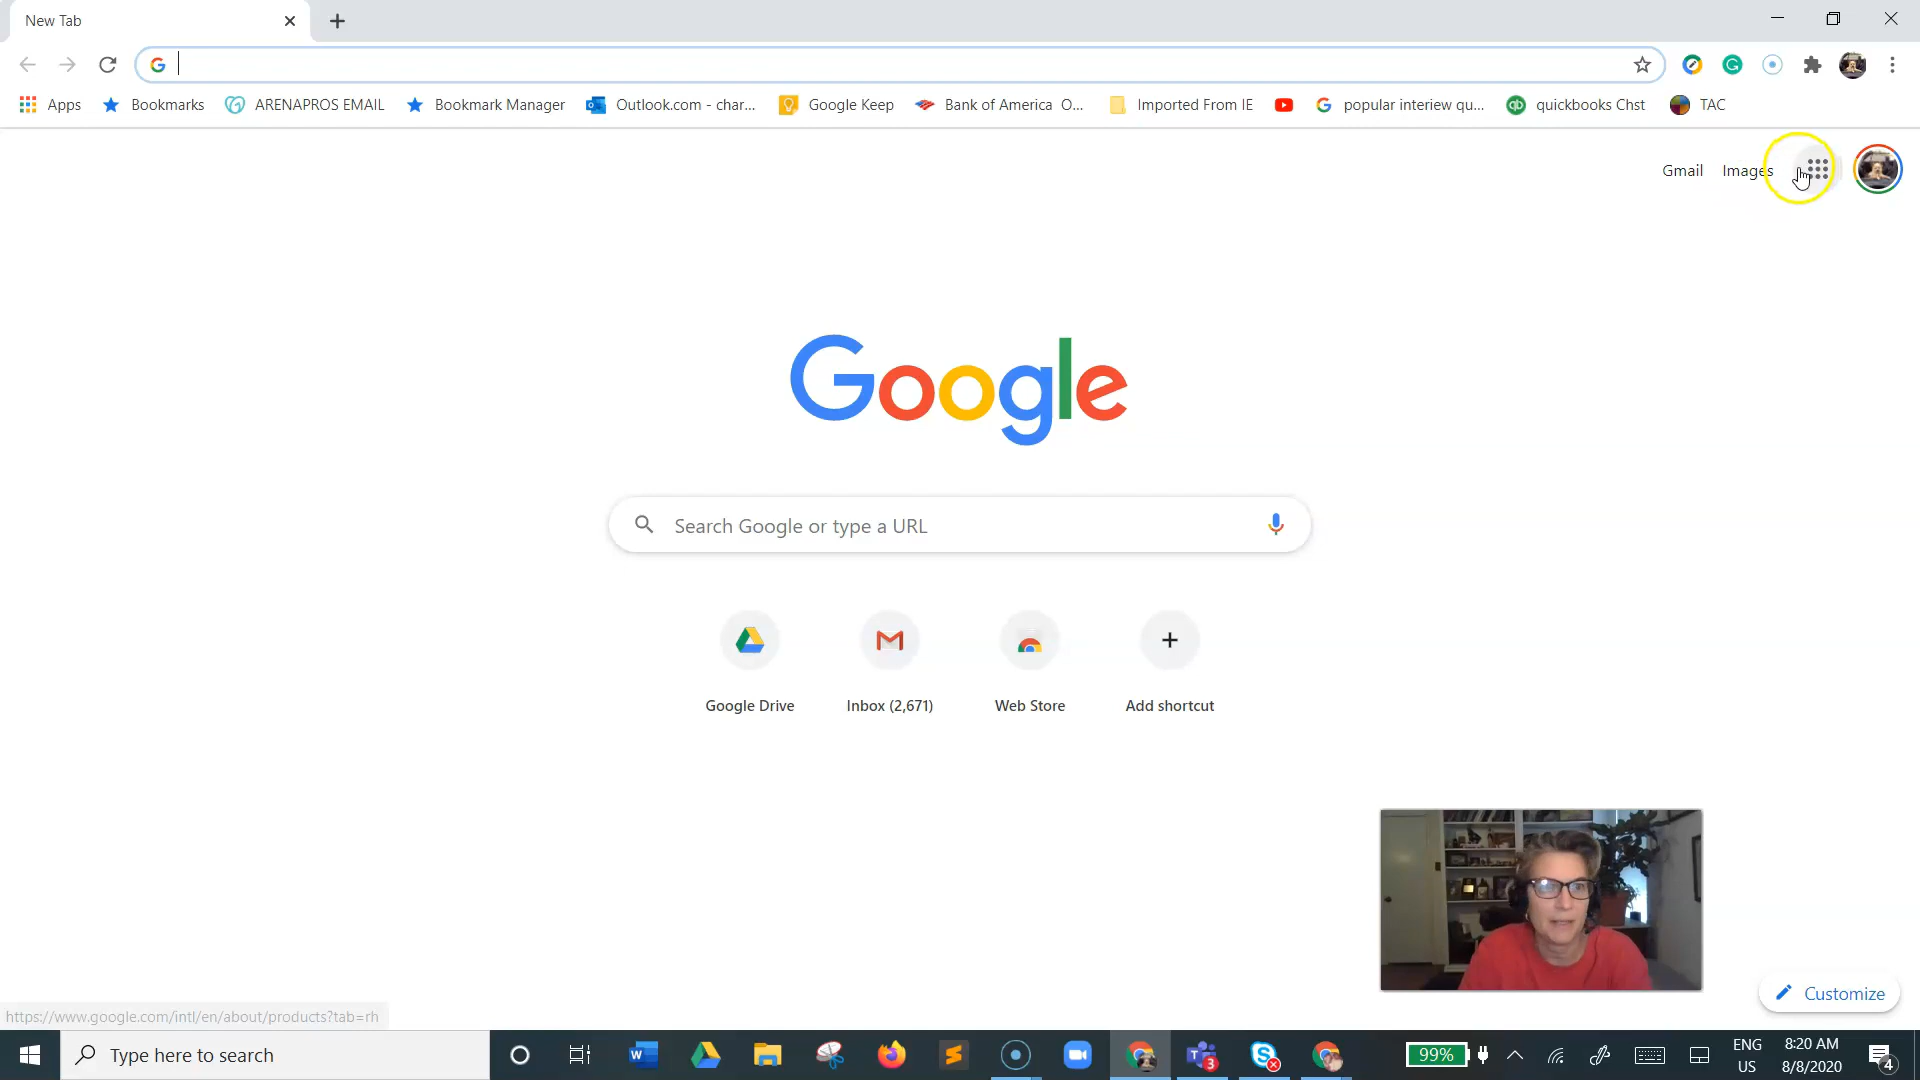 New Tab
Apps Bookmarks ARENAPROS EMAIL Bookmark Manager Outlook.com - char... Google Keep Bank of America O... Imported From IE popular interiew qu... quickbooks Chst TAC
Gmail Images
Google
Search Google or type a URL
Google Drive Inbox (2,671) Web Store Add shortcut
Customize
https://www.google.com/intl/en/about/products?tab=rh
Type here to search 3 99% ENG US 8:20 AM 8/8/2020 4